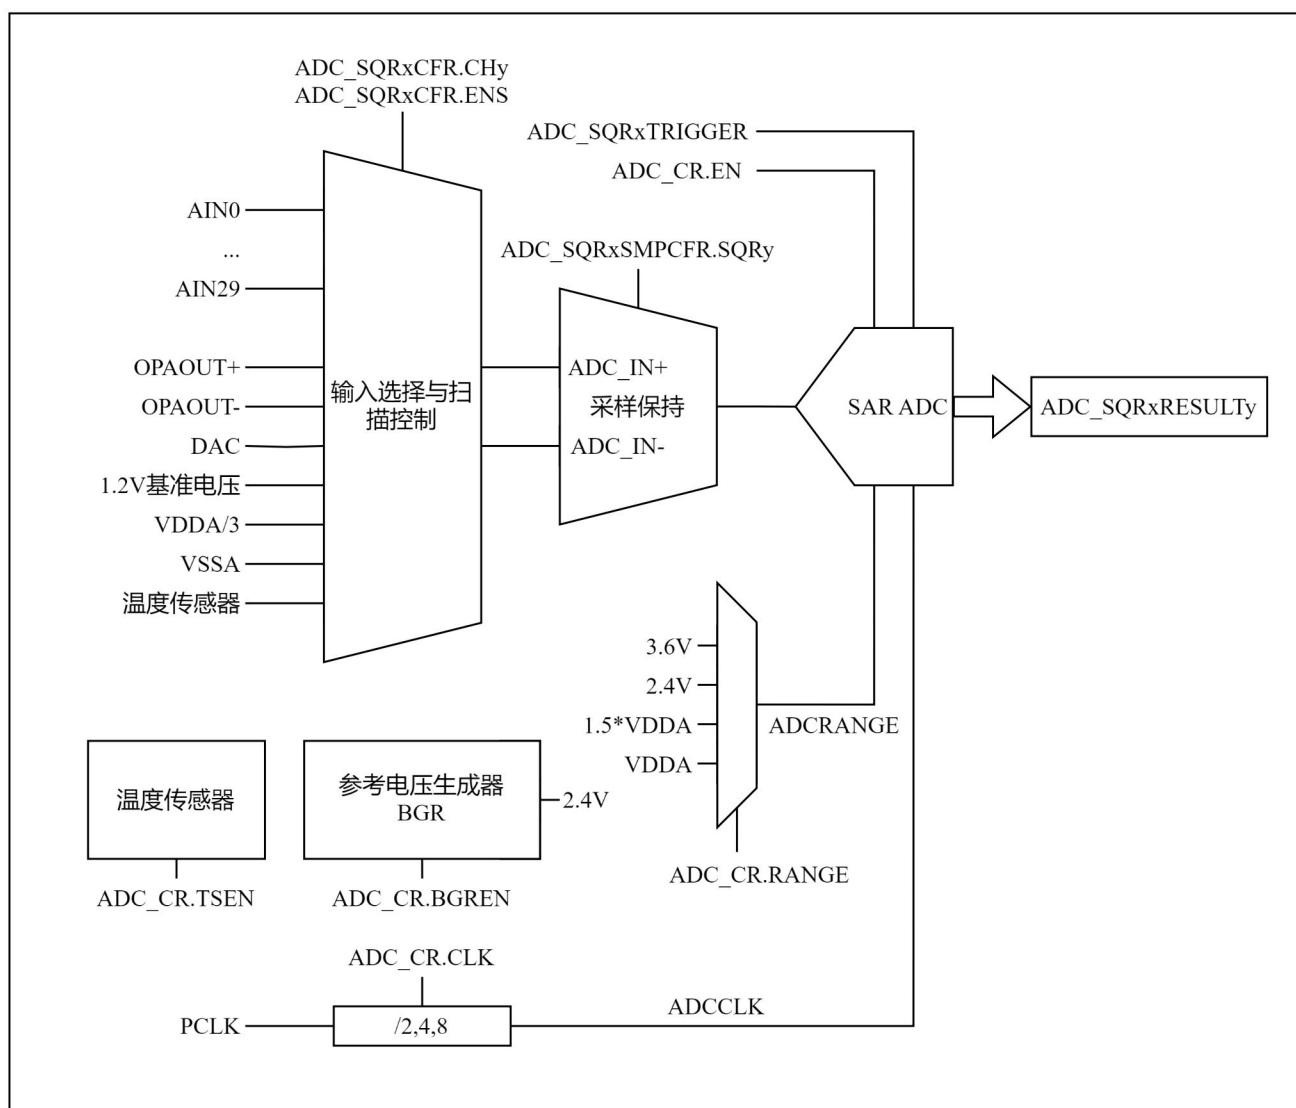 ADC_SQRxCFR.CHy
ADC_SQRxCFR.ENS
ADC_SQRxTRIGGER
ADC_CR.EN
AIN0
...
AIN29
ADC_SQRxSMPCFR.SQRy
OPAOUT+
OPAOUT-
DAC
1.2V基准电压
VDDA/3
VSSA
温度传感器
输入选择与扫
描控制
ADC_IN+
采样保持
ADC_IN-
SAR ADC
ADC_SQRxRESULTy
3.6V
2.4V
1.5*VDDA
VDDA
ADCRANGE
ADC_CR.RANGE
温度传感器
ADC_CR.TSEN
参考电压生成器
BGR
2.4V
ADC_CR.BGREN
ADC_CR.CLK
PCLK
/2,4,8
ADCCLK